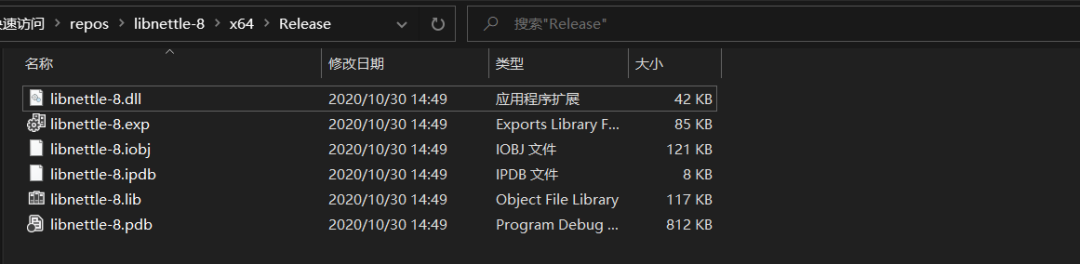 速访问 > repos > libnettle-8 > x64 > Release 搜索"Release"
名称 修改日期 类型 大小
libnettle-8.dll 2020/10/30 14:49 应用程序扩展 42 KB
libnettle-8.exp 2020/10/30 14:49 Exports Library F... 85 KB
libnettle-8.iobj 2020/10/30 14:49 IOBJ 文件 121 KB
libnettle-8.ipdb 2020/10/30 14:49 IPDB 文件 8 KB
libnettle-8.lib 2020/10/30 14:49 Object File Library 117 KB
libnettle-8.pdb 2020/10/30 14:49 Program Debug ... 812 KB